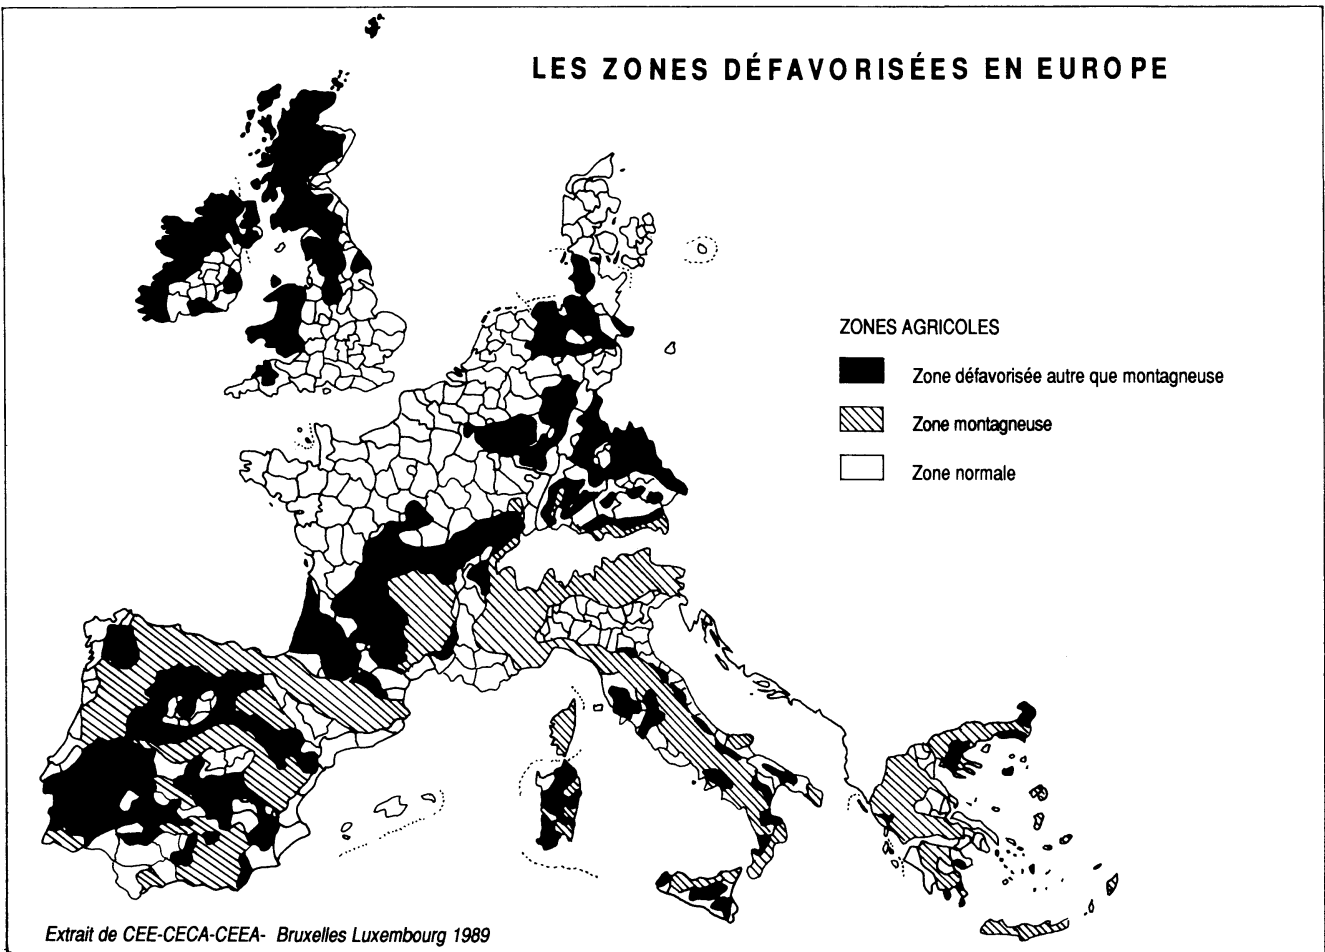 LES ZONES DÉFAVORISÉES EN EUROPE
ZONES AGRICOLES
Zone défavorisée autre que montagneuse
Zone montagneuse
Zone normale
Extrait de CEE-CECA-CEEA- Bruxelles Luxembourg 1989